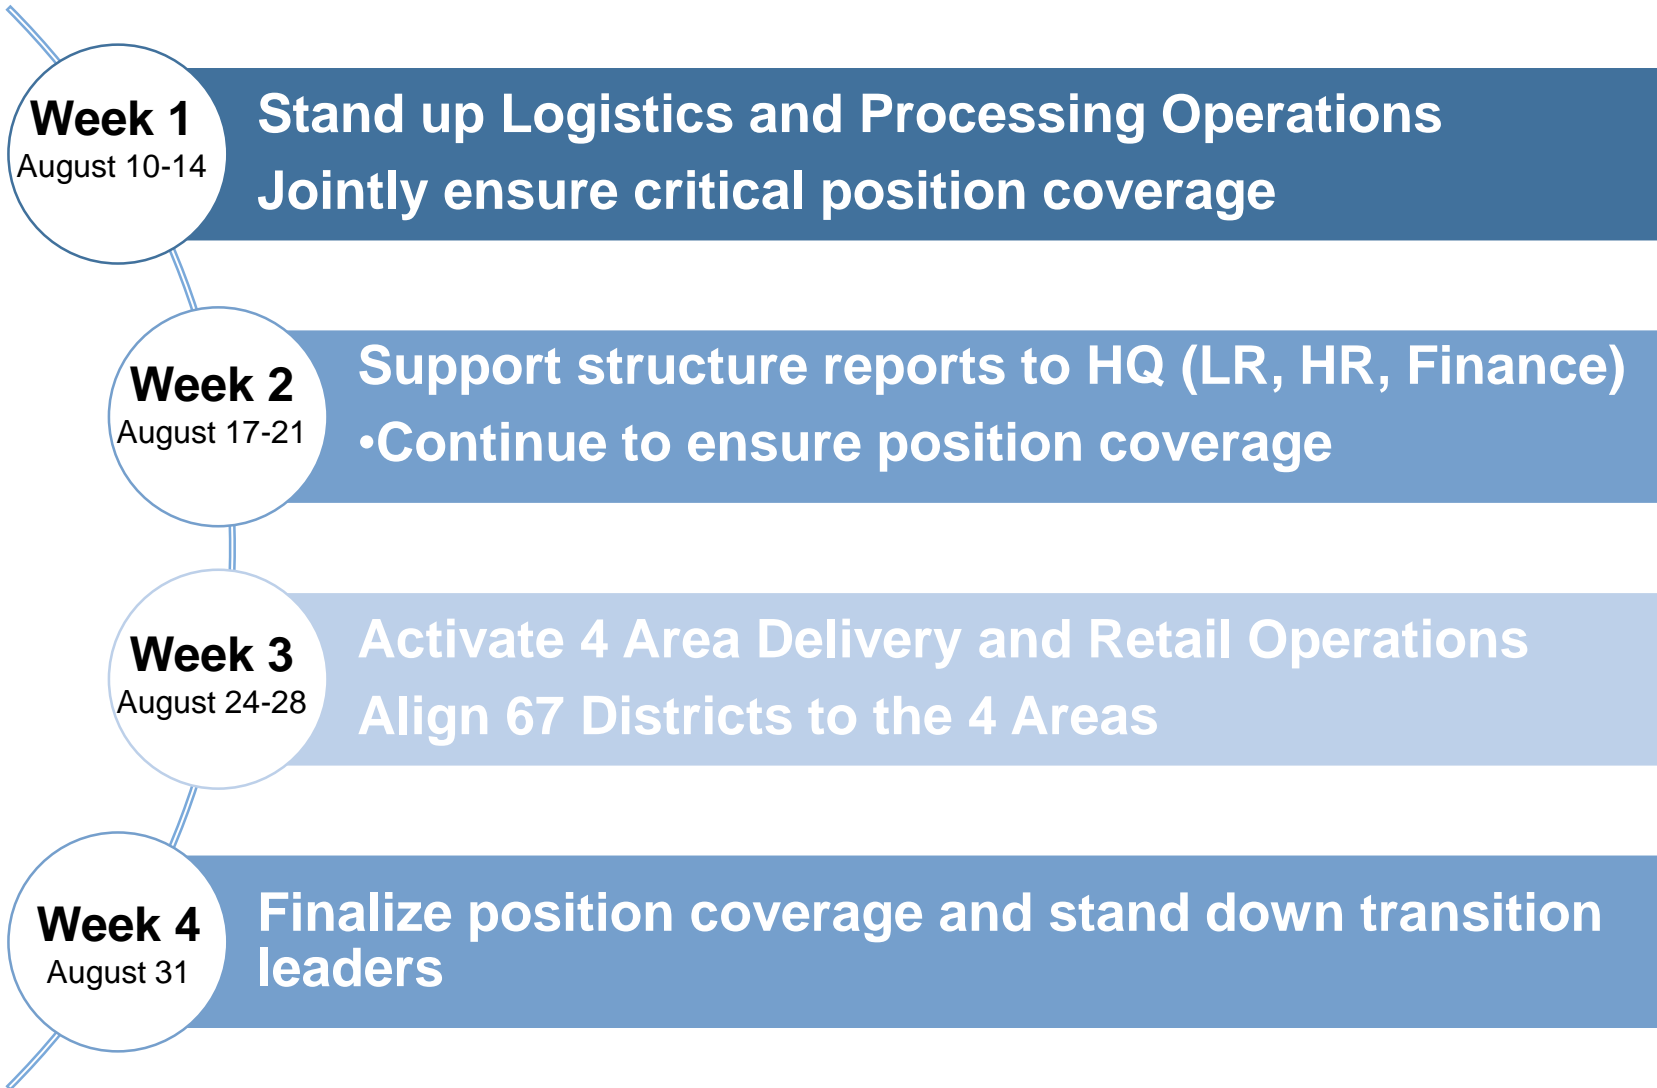 Week 1
August 10-14
Stand up Logistics and Processing Operations
Jointly ensure critical position coverage
Week 2
August 17-21
Support structure reports to HQ (LR, HR, Finance)
•Continue to ensure position coverage
Week 3
August 24-28
Activate 4 Area Delivery and Retail Operations
Align 67 Districts to the 4 Areas
Week 4
August 31
Finalize position coverage and stand down transition
leaders